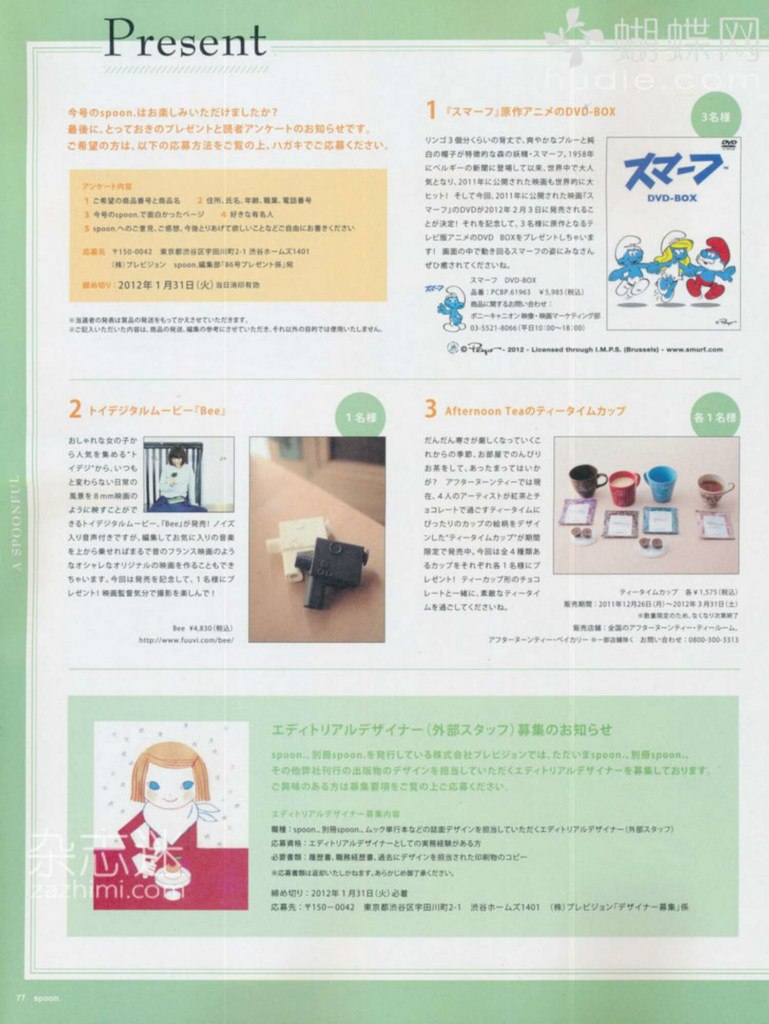 Present
蝴蝶网
hudie.com
今号のspoon.はお楽しみいただけましたか？
最後に、とっておきのプレゼントと読者アンケートのお知らせです。
ご希望の方は、以下の応募方法をご覧の上、ハガキでご応募ください。
アンケート内容
1 ご希望の商品番号と商品名　2 住所、氏名、年齢、職業、電話番号
3 今号のspoon.で面白かったページ　4 好きな有名人
5 spoon.へのご意見、ご感想、今後とりあげて欲しいことなどご自由にお書きください
応募先　〒150-0042　東京都渋谷区宇田川町2-1 渋谷ホームズ1401
（株）プレビジョン　spoon.編集部「86号プレゼント係」宛
締め切り：2012年1月31日（火）当日消印有効
※当選者の発表は賞品の発送をもってかえさせていただきます。
※ご記入いただいた内容は、商品の発送、編集の参考にさせていただき、それ以外の目的では使用いたしません。
1 『スマーフ』原作アニメのDVD-BOX
3名様
リンゴ3個分くらいの背丈で、爽やかなブルーと純
白の帽子が特徴的な森の妖精・スマーフ。1958年
にベルギーの新聞に登場して以来、世界中で大人
気となり、2011年に公開された映画も世界的に大
ヒット！ そして今回、2011年に公開された映画『ス
マーフ』のDVDが2012年2月3日に発売されるこ
とが決定！ それを記念して、3名様に原作となるテ
レビ版アニメのDVD BOXをプレゼントしちゃいま
す！ 画面の中で動き回るスマーフの姿にみなさん
ぜひ癒されてくださいね。
スマーフ　DVD-BOX
品番：PCBP.61963　¥5,985（税込）
商品に関するお問い合わせ：
ポニーキャニオン 映像・映画マーケティング部
03-5521-8066（平日10：00〜18：00）
スマーフ
DVD
スマーフ
DVD-BOX
© Peyo - 2012 - Licensed through I.M.P.S. (Brussels) - www.smurf.com
2 トイデジタルムービー『Bee』
1名様
おしゃれな女の子か
ら人気を集める“ト
イデジ”から、いつも
と変わらない日常の
風景を8mm映画の
ように映すことがで
きるトイデジタルムービー、「Bee」が発売！ ノイズ
入り音声付きですが、編集してお気に入りの音楽
を上から乗せればまるで昔のフランス映画のよう
なオシャレなオリジナルの映画を作ることもでき
ちゃいます。今回は発売を記念して、1名様にプレ
ゼント！ 映画監督気分で撮影を楽しんで！
Bee ¥4,830（税込）
http://www.fuuvi.com/bee/
3 Afternoon Teaのティータイムカップ
各1名様
だんだん寒さが厳しくなっていくこ
れからの季節、お部屋でのんびり
お茶をして、あったまってはいか
が？ アフタヌーンティーでは現
在、4人のアーティストが紅茶とチ
ョコレートで過ごすティータイムに
ぴったりのカップの絵柄をデザイ
ンした“ティータイムカップ”が期間
限定で発売中。今回は全4種類ある
カップをそれぞれ各1名様にプレ
ゼント！ ティーカップ形のチョコ
レートと一緒に、素敵なティータイ
ムを過ごしてくださいね。
ティータイムカップ　各¥1,575（税込）
販売期間：2011年12月26日（月）〜2012年3月31日（土）
※数量限定のため、なくなり次第終了
販売店舗：全国のアフタヌーンティー・ティールーム、
アフターヌーンティー・ベイカリー ※一部店舗除く　お問い合わせ：0800-300-3313
エディトリアルデザイナー（外部スタッフ）募集のお知らせ
spoon.、別冊spoon.を発行している株式会社プレビジョンでは、ただいまspoon.、別冊spoon.、
その他弊社刊行の出版物のデザインを担当していただくエディトリアルデザイナーを募集しております。
ご興味のある方は募集要項をご覧の上ご応募ください。
エディトリアルデザイナー募集内容
職種：spoon.、別冊spoon.、ムック単行本などの誌面デザインを担当していただくエディトリアルデザイナー（外部スタッフ）
応募資格：エディトリアルデザイナーとしての実務経験がある方
必要書類：履歴書、職務経歴書、過去にデザインを担当された印刷物のコピー
※応募書類は返却いたしかねます。あらかじめ御了承ください。
締め切り：2012年1月31日（火）必着
応募先：〒150−0042　東京都渋谷区宇田川町2-1　渋谷ホームズ1401　（株）プレビジョン「デザイナー募集」係
杂志迷
zazhimi.com
A SPOONFUL
77 spoon.